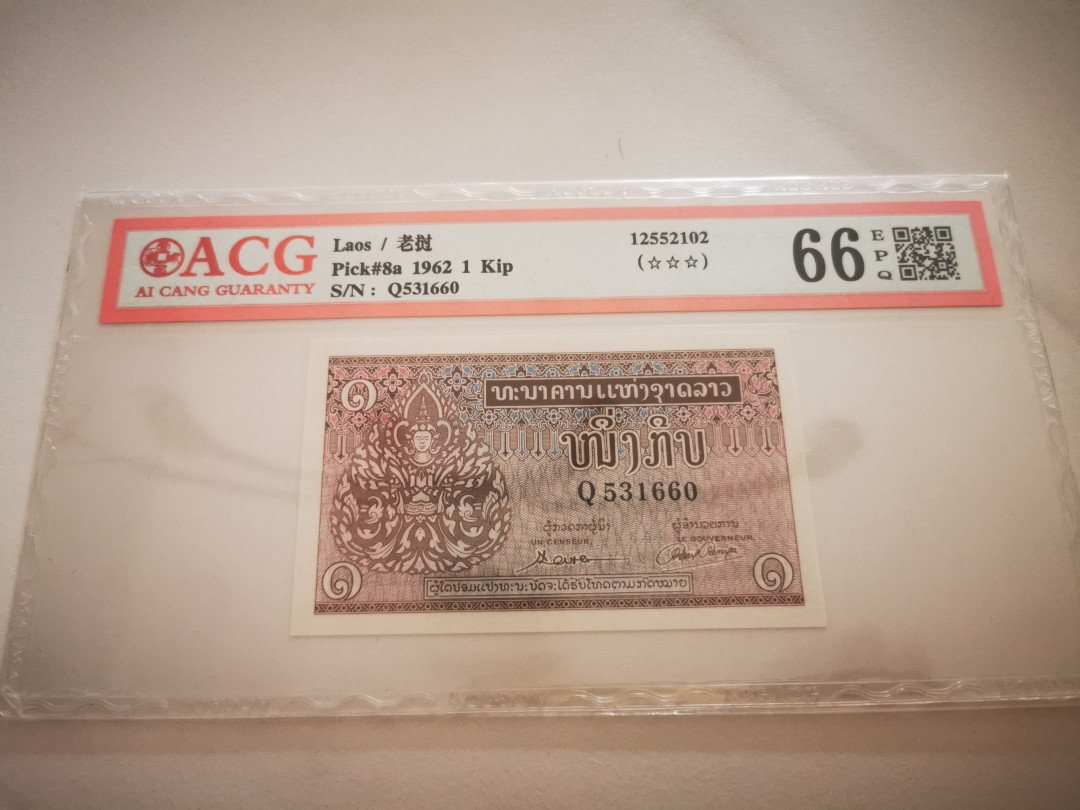 ACG
AI CANG GUARANTY
Laos / 老挝
Pick#8a 1962 1 Kip
S/N : Q531660
12552102
(☆☆☆)
66
E
P
Q
໑
ທະນາຄານແຫ່ງຊາດລາວ
ໜຶ່ງກີບ
Q 531660
UN CENSEUR,
LE GOUVERNEUR,
໑